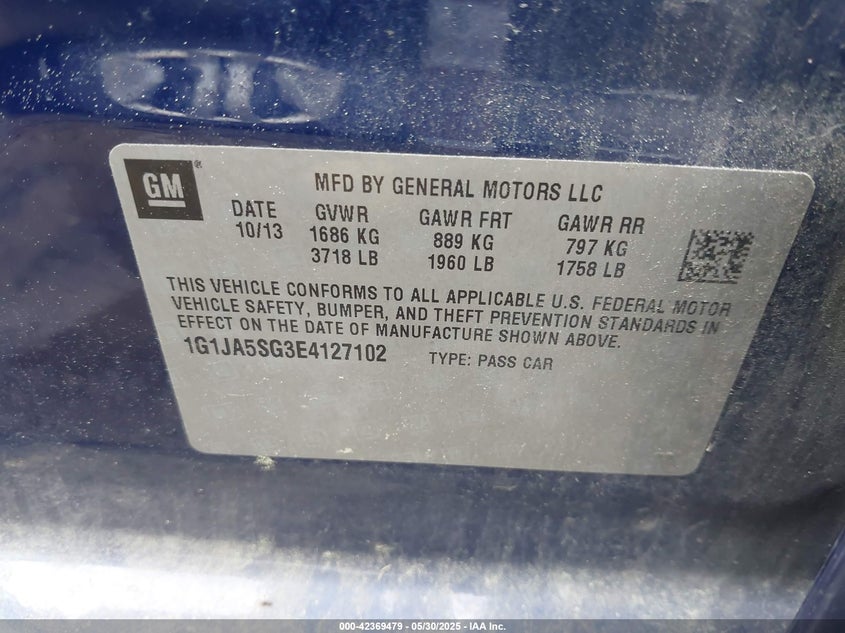 GM®
MFD BY GENERAL MOTORS LLC
DATE GVWR GAWR FRT GAWR RR
10/13 1686 KG 889 KG 797 KG
3718 LB 1960 LB 1758 LB
THIS VEHICLE CONFORMS TO ALL APPLICABLE U.S. FEDERAL MOTOR
VEHICLE SAFETY, BUMPER, AND THEFT PREVENTION STANDARDS IN
EFFECT ON THE DATE OF MANUFACTURE SHOWN ABOVE.
1G1JA5SG3E4127102 TYPE: PASS CAR
000-42369479 - 05/30/2025 - IAA Inc.